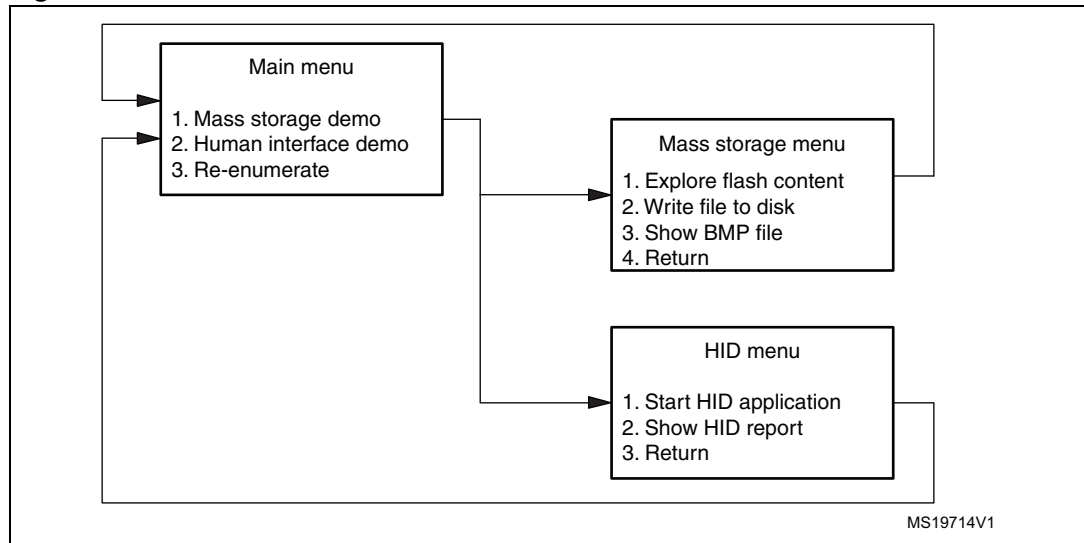 Main menu
1. Mass storage demo
2. Human interface demo
3. Re-enumerate
Mass storage menu
1. Explore flash content
2. Write file to disk
3. Show BMP file
4. Return
HID menu
1. Start HID application
2. Show HID report
3. Return
MS19714V1